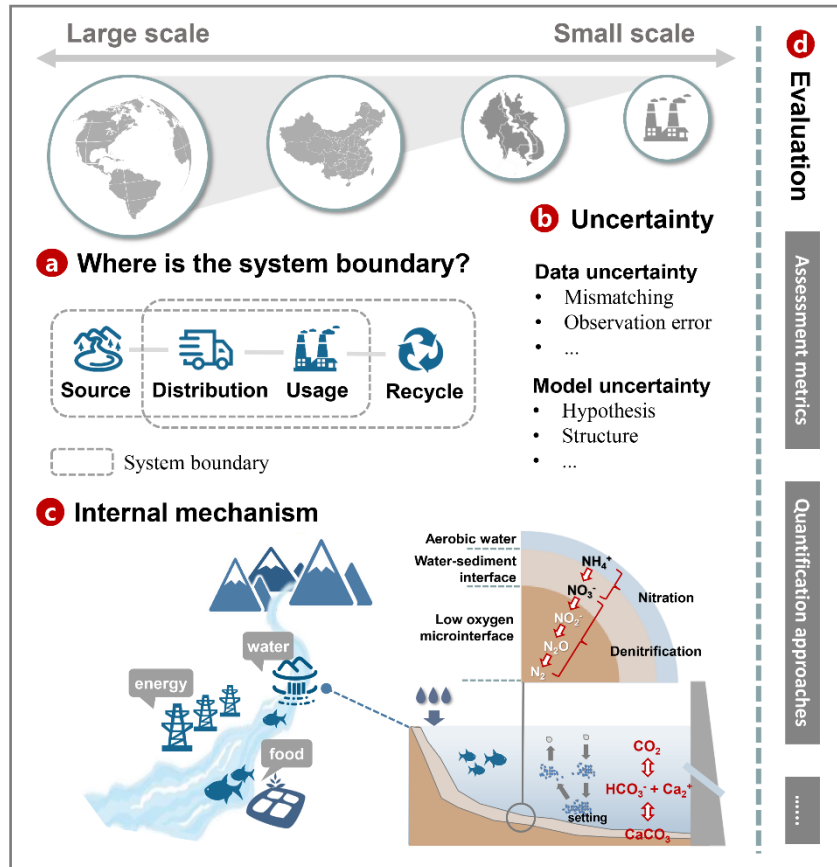 Large scale
Small scale
a Where is the system boundary?
Source
Distribution
Usage
Recycle
System boundary
b Uncertainty
Data uncertainty
• Mismatching
• Observation error
• ...
Model uncertainty
• Hypothesis
• Structure
• ...
c Internal mechanism
water
energy
food
Aerobic water
Water-sediment
interface
Low oxygen
microinterface
NH₄⁺
NO₃⁻
NO₂⁻
N₂O
N₂
Nitration
Denitrification
setting
CO₂
HCO₃⁻ + Ca₂⁺
CaCO₃
d Evaluation
Assessment metrics
Quantification approaches
......